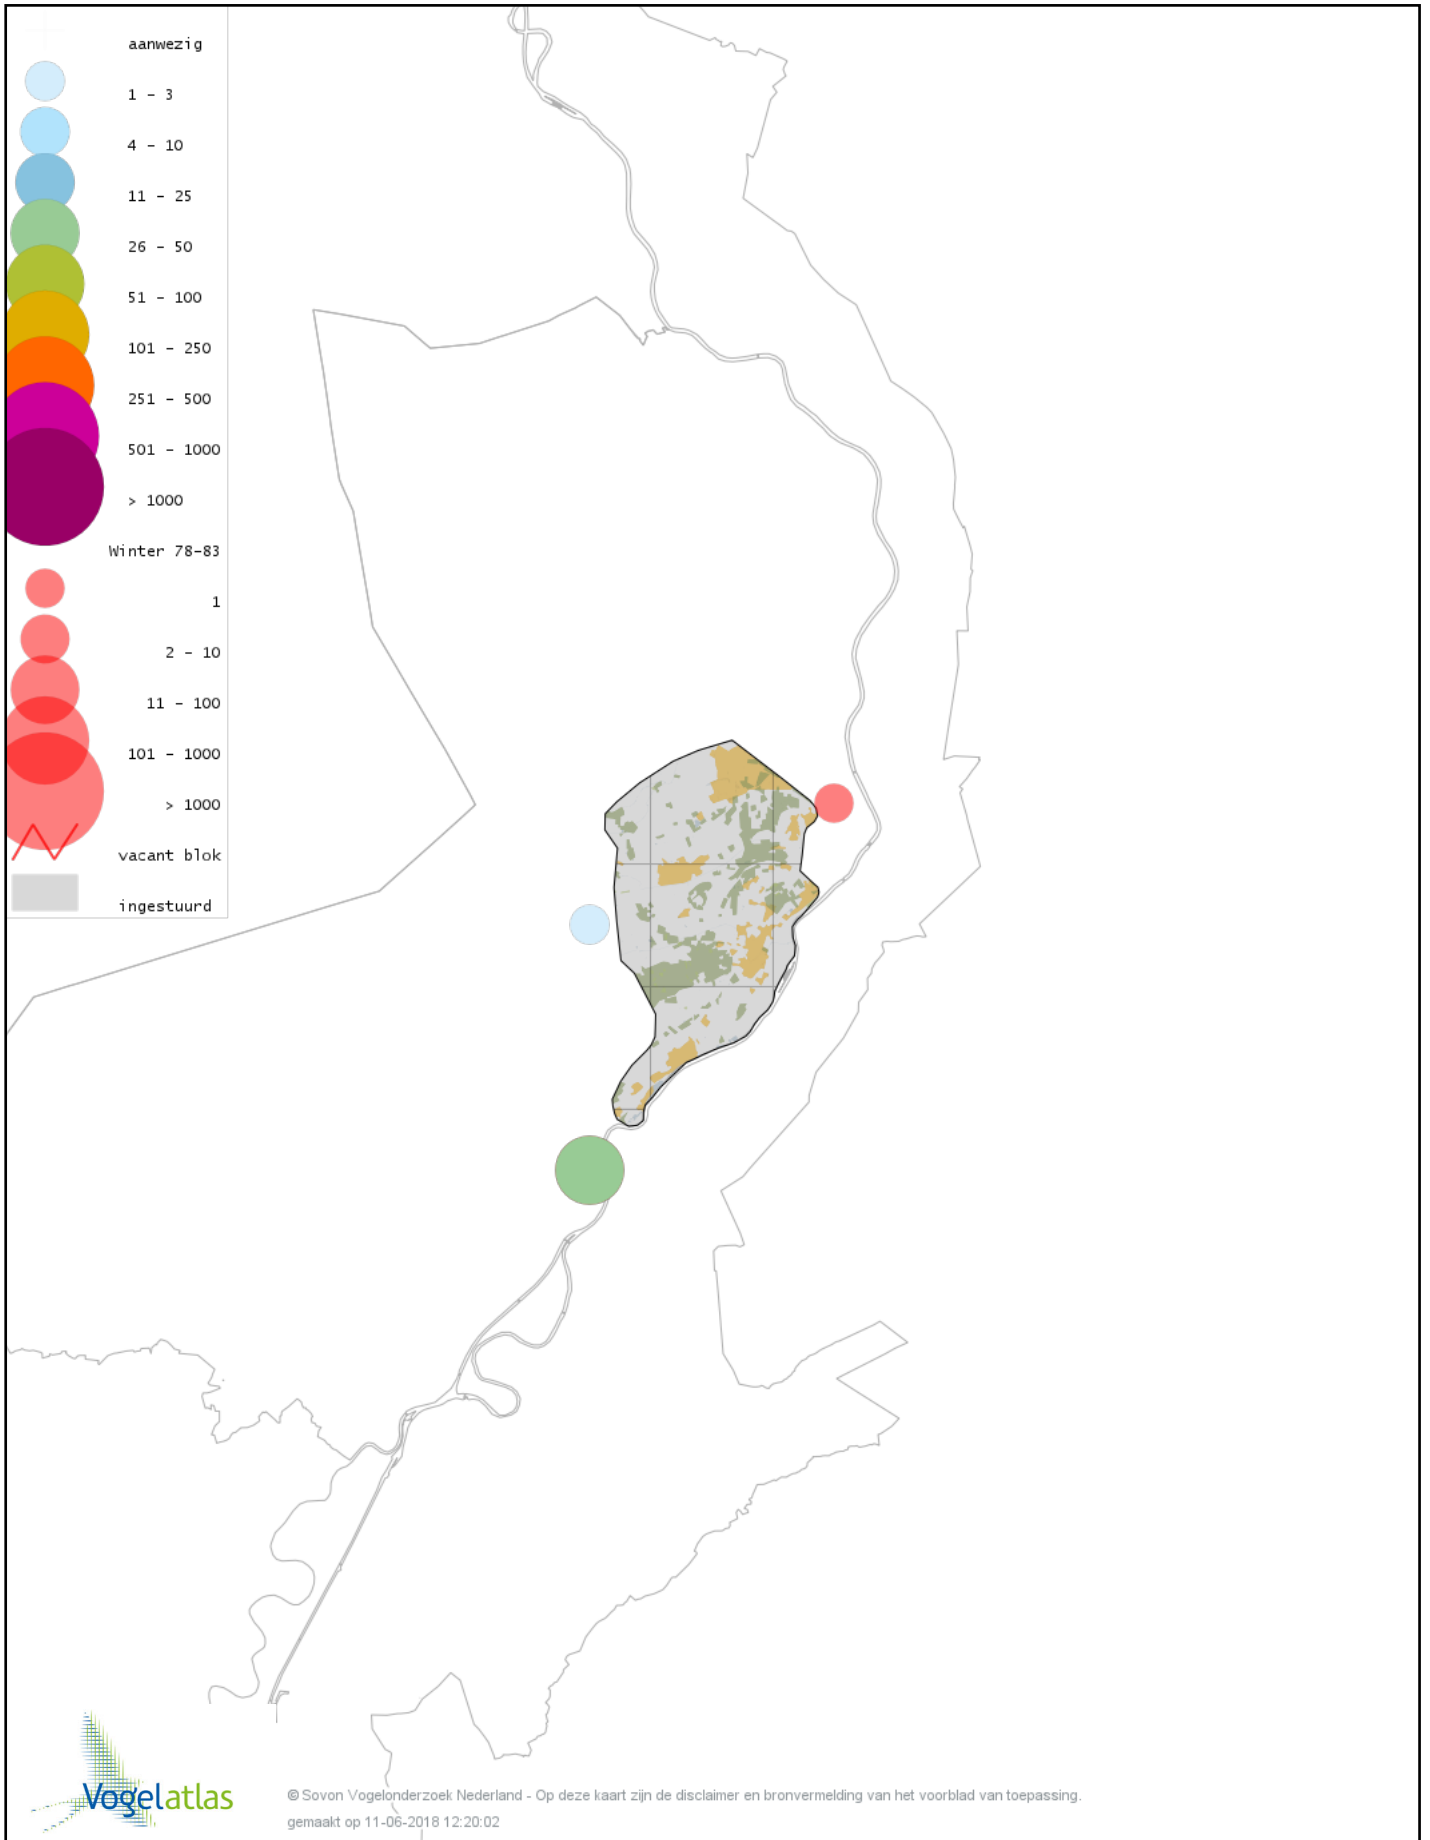 aanwezig
1 - 3
4 - 10
11 - 25
26 - 50
51 - 100
101 - 250
251 - 500
501 - 1000
> 1000
Winter 78-83
1
2 - 10
11 - 100
101 - 1000
> 1000
vacant blok
ingestuurd
Vogelatlas
© Sovon Vogelonderzoek Nederland - Op deze kaart zijn de disclaimer en bronvermelding van het voorblad van toepassing.
gemaakt op 11-06-2018 12:20:02